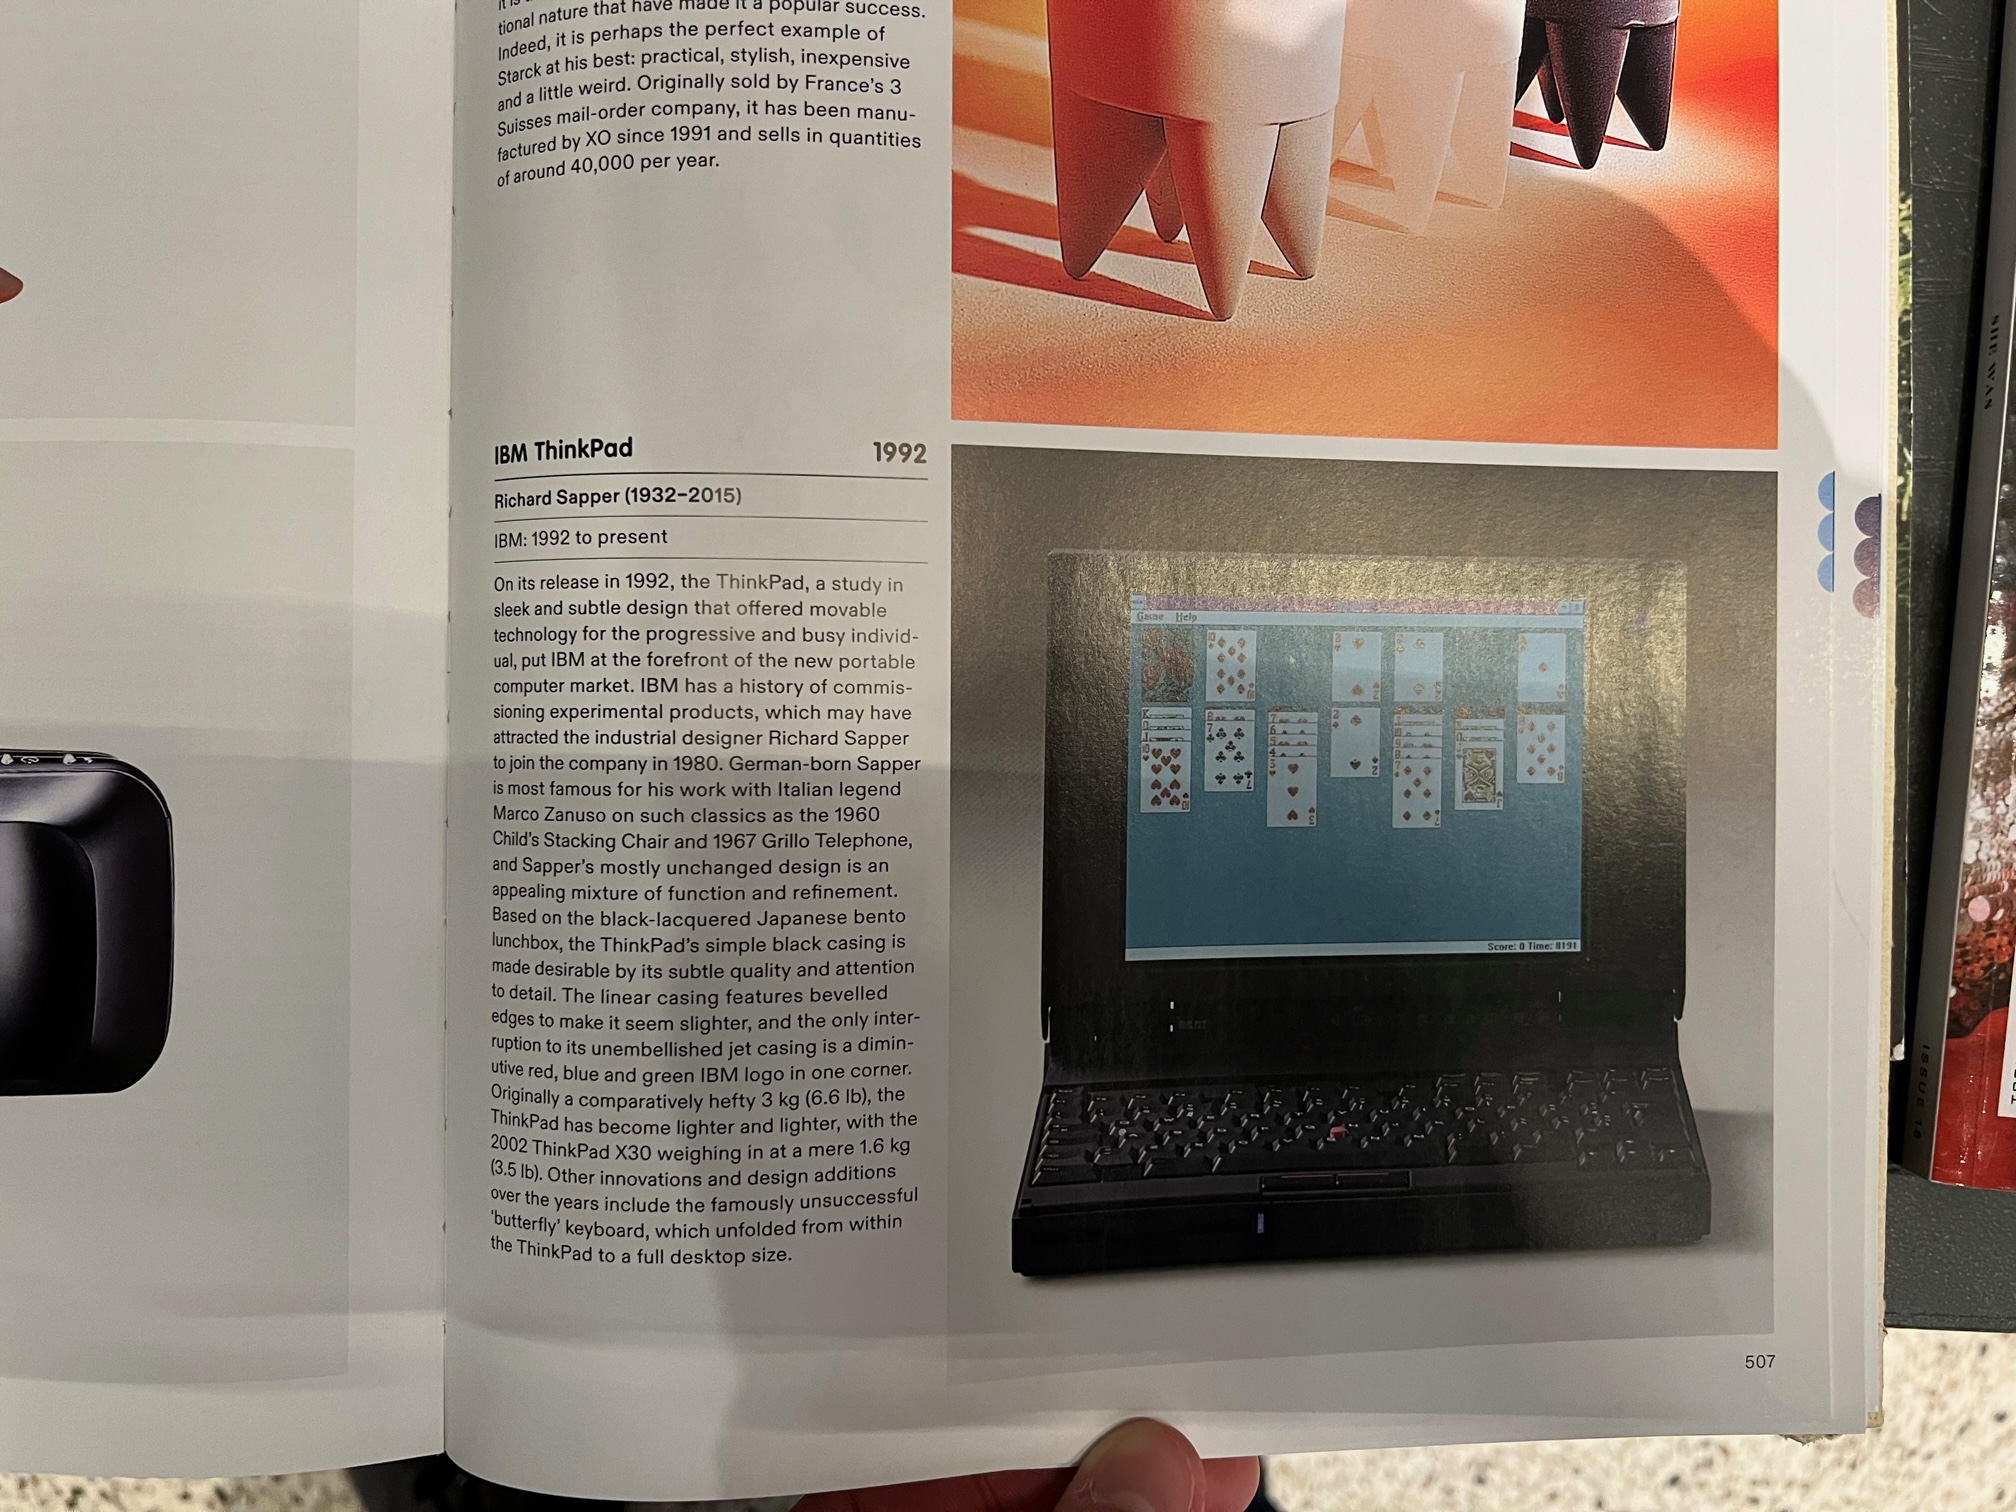 tional nature that have made it a popular success.
Indeed, it is perhaps the perfect example of
Starck at his best: practical, stylish, inexpensive
and a little weird. Originally sold by France's 3
Suisses mail-order company, it has been manu-
factured by XO since 1991 and sells in quantities
of around 40,000 per year.
IBM ThinkPad 1992
Richard Sapper (1932–2015)
IBM: 1992 to present
On its release in 1992, the ThinkPad, a study in
sleek and subtle design that offered movable
technology for the progressive and busy individ-
ual, put IBM at the forefront of the new portable
computer market. IBM has a history of commis-
sioning experimental products, which may have
attracted the industrial designer Richard Sapper
to join the company in 1980. German-born Sapper
is most famous for his work with Italian legend
Marco Zanuso on such classics as the 1960
Child's Stacking Chair and 1967 Grillo Telephone,
and Sapper's mostly unchanged design is an
appealing mixture of function and refinement.
Based on the black-lacquered Japanese bento
lunchbox, the ThinkPad's simple black casing is
made desirable by its subtle quality and attention
to detail. The linear casing features bevelled
edges to make it seem slighter, and the only inter-
ruption to its unembellished jet casing is a dimin-
utive red, blue and green IBM logo in one corner.
Originally a comparatively hefty 3 kg (6.6 lb), the
ThinkPad has become lighter and lighter, with the
2002 ThinkPad X30 weighing in at a mere 1.6 kg
(3.5 lb). Other innovations and design additions
over the years include the famously unsuccessful
'butterfly' keyboard, which unfolded from within
the ThinkPad to a full desktop size.
Game Help
Score: 0 Time: 8191
507
SHE WAS
ISSUE 18